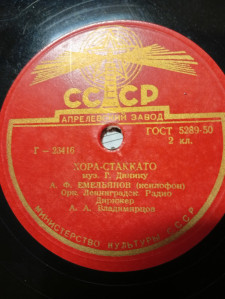 СССР
АПРЕЛЕВСКИЙ ЗАВОД
ГОСТ 5289-50
Г-23416 2 кл.
ХОРА-СТАККАТО
муз. Г. Динику
А. Ф. ЕМЕЛЬЯНОВ (ксилофон)
Орк. Ленинградск. Радио
Дирижер
А. А. Владимирцов
МИНИСТЕРСТВО КУЛЬТУРЫ СССР